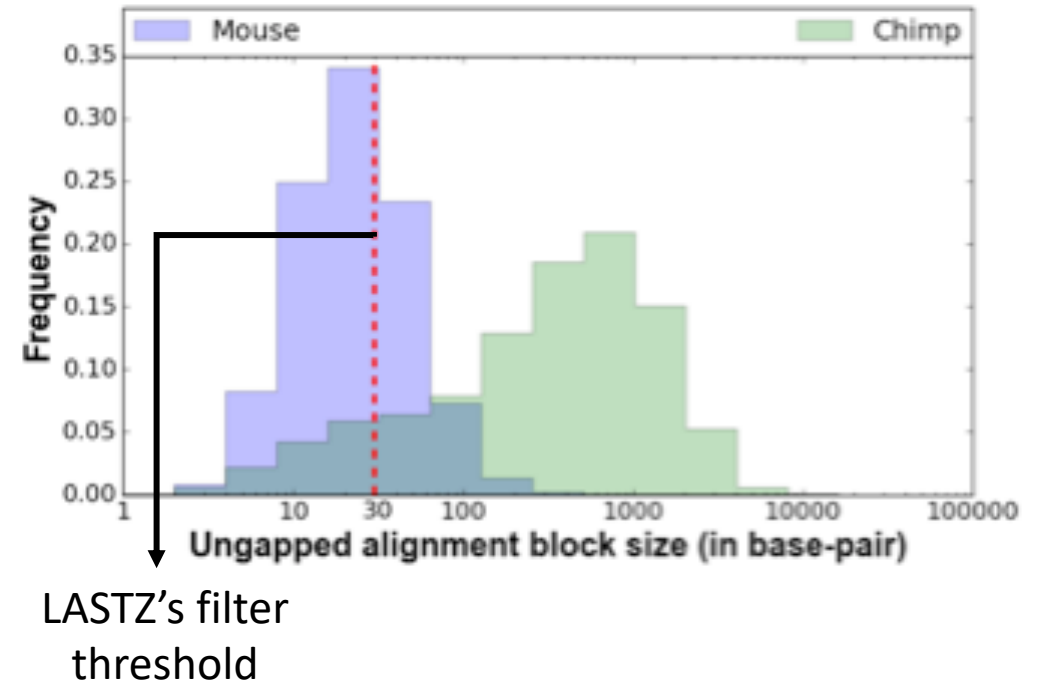 Mouse Chimp
0.35
0.30
0.25
0.20
0.15
0.10
0.05
0.00
Frequency
1 10 30 100 1000 10000 100000
Ungapped alignment block size (in base-pair)
LASTZ’s filter
threshold